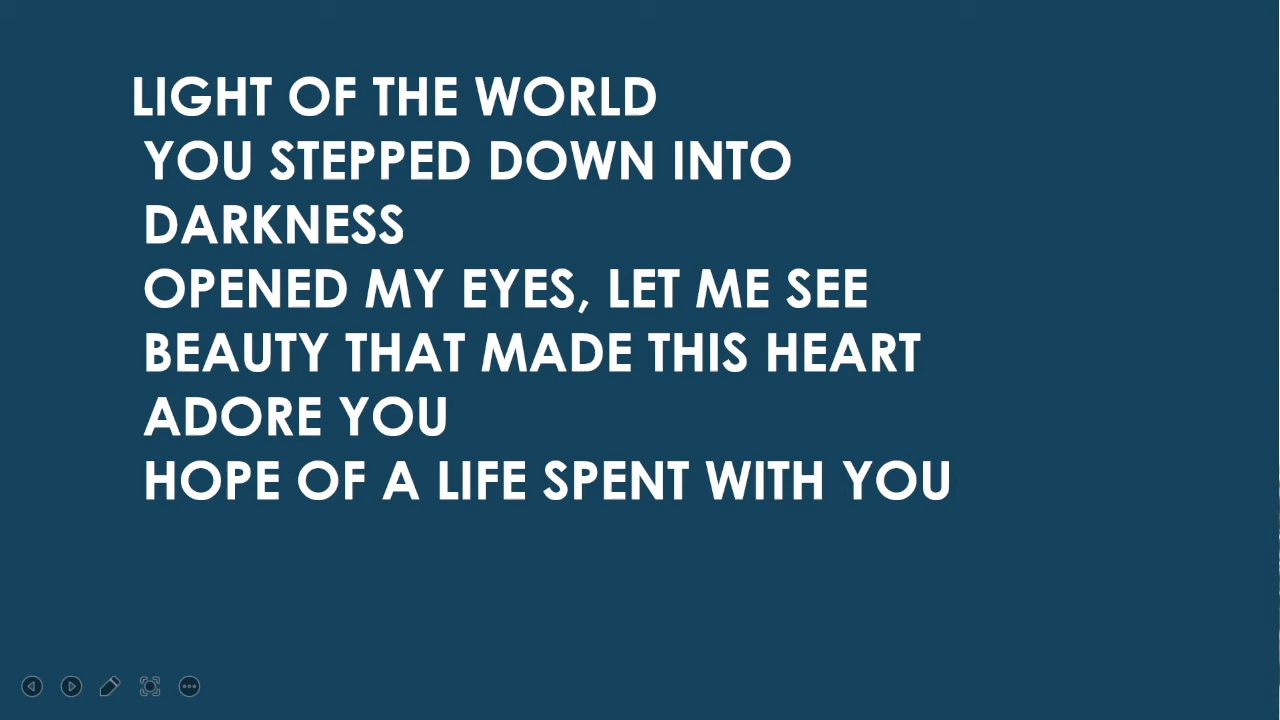 LIGHT OF THE WORLD
YOU STEPPED DOWN INTO
DARKNESS
OPENED MY EYES, LET ME SEE
BEAUTY THAT MADE THIS HEART
ADORE YOU
HOPE OF A LIFE SPENT WITH YOU